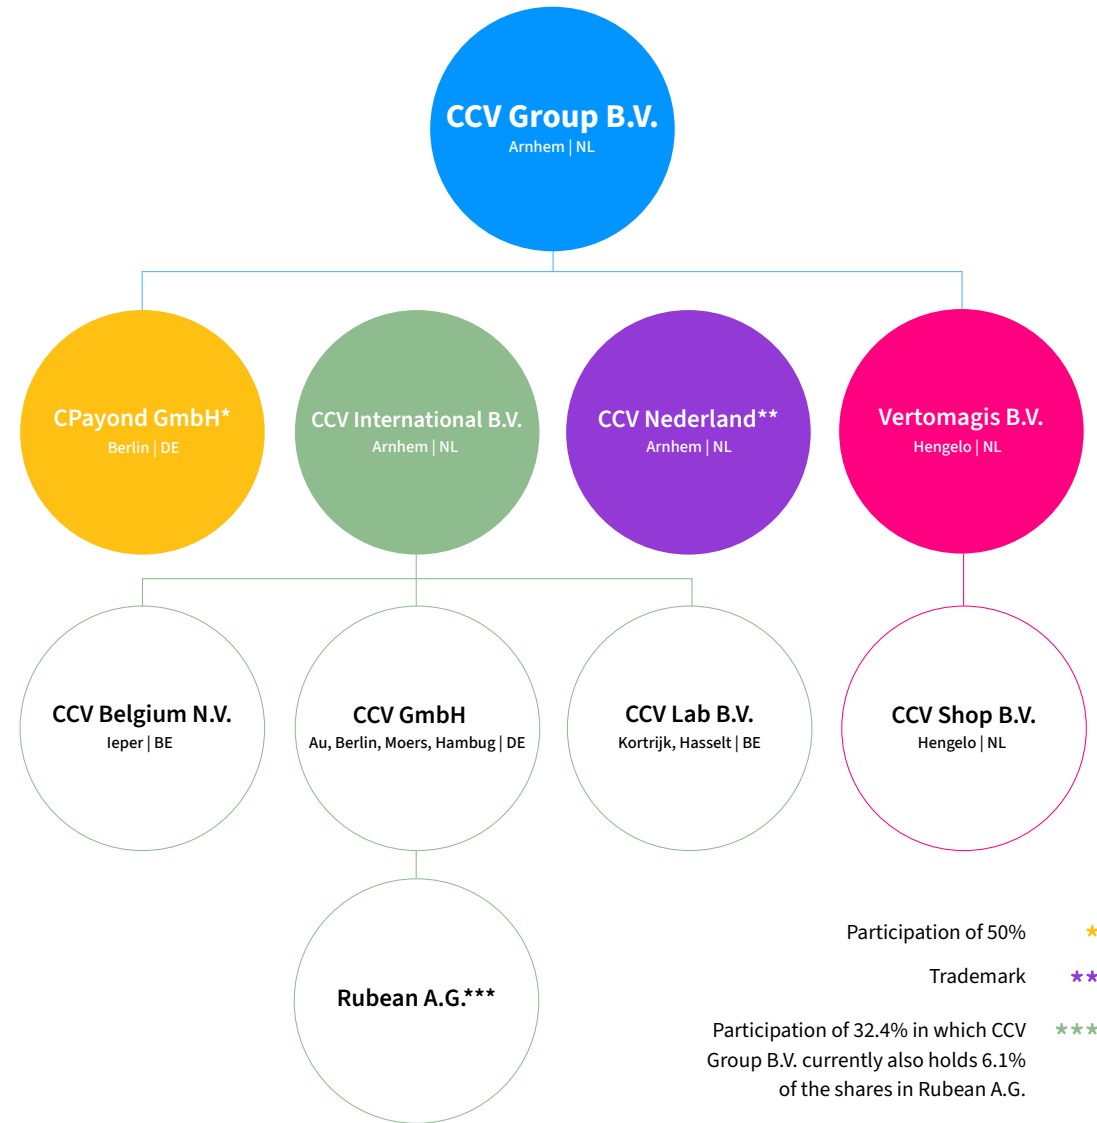 CCV Group B.V.
Arnhem | NL
CPayond GmbH*
Berlin | DE
CCV International B.V.
Arnhem | NL
CCV Nederland**
Arnhem | NL
Vertomagis B.V.
Hengelo | NL
CCV Belgium N.V.
Ieper | BE
CCV GmbH
Au, Berlin, Moers, Hambug | DE
CCV Lab B.V.
Kortrijk, Hasselt | BE
CCV Shop B.V.
Hengelo | NL
Rubean A.G.***
Participation of 50% *
Trademark **
Participation of 32.4% in which CCV ***
Group B.V. currently also holds 6.1%
of the shares in Rubean A.G.